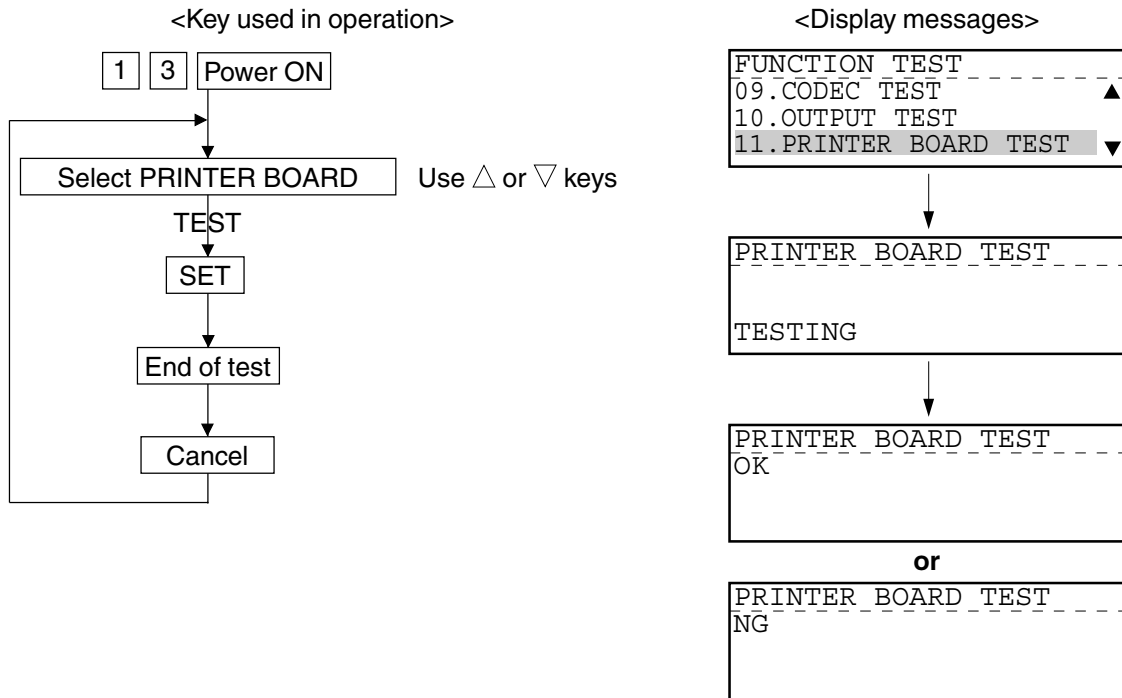 <Key used in operation>
1 3 Power ON
Select PRINTER BOARD Use △ or ▽ keys
TEST
SET
End of test
Cancel
<Display messages>
FUNCTION TEST
09.CODEC TEST ▲
10.OUTPUT TEST
11.PRINTER BOARD TEST ▼
PRINTER BOARD TEST
TESTING
PRINTER BOARD TEST
OK
or
PRINTER BOARD TEST
NG